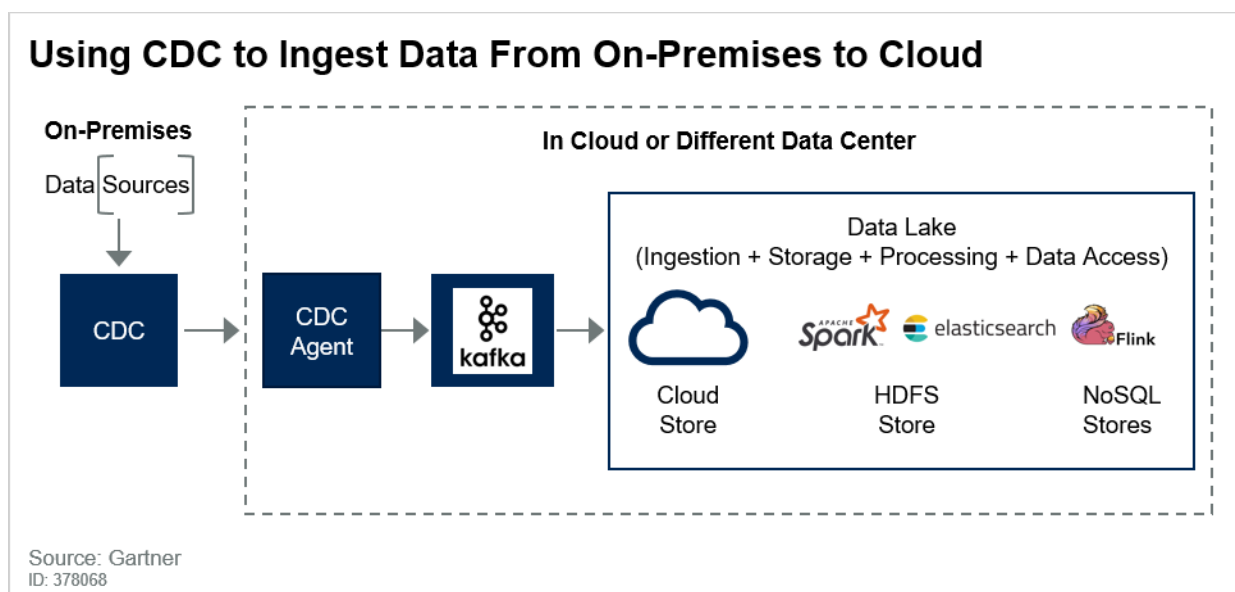 Using CDC to Ingest Data From On-Premises to Cloud
On-Premises
Data Sources
In Cloud or Different Data Center
CDC
CDC
Agent
kafka
Data Lake
(Ingestion + Storage + Processing + Data Access)
APACHE
Spark™
elasticsearch
Flink
Cloud
Store
HDFS
Store
NoSQL
Stores
Source: Gartner
ID: 378068